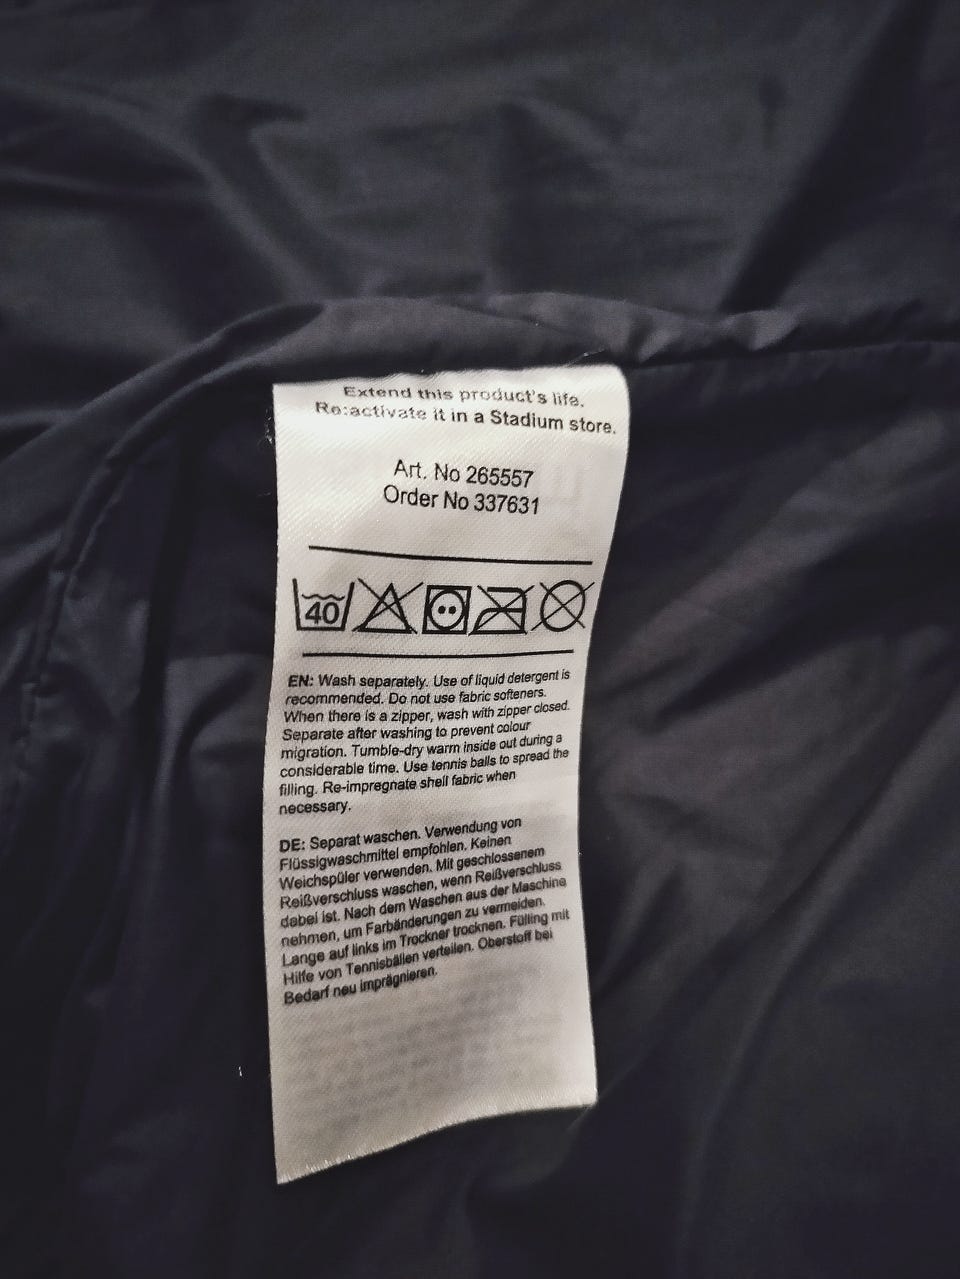 Extend this product's life.
Re:activate it in a Stadium store.
Art. No 265557
Order No 337631
40
EN: Wash separately. Use of liquid detergent is
recommended. Do not use fabric softeners.
When there is a zipper, wash with zipper closed.
Separate after washing to prevent colour
migration. Tumble-dry warm inside out during a
considerable time. Use tennis balls to spread the
filling. Re-impregnate shell fabric when
necessary.
DE: Separat waschen. Verwendung von
Flüssigwaschmittel empfohlen. Keinen
Weichspüler verwenden. Mit geschlossenem
Reißverschluss waschen, wenn Reißverschluss
dabei ist. Nach dem Waschen aus der Maschine
nehmen, um Farbänderungen zu vermeiden.
Lange auf links im Trockner trocknen. Fülling mit
Hilfe von Tennisbällen verteilen. Oberstoff bei
Bedarf neu imprägnieren.